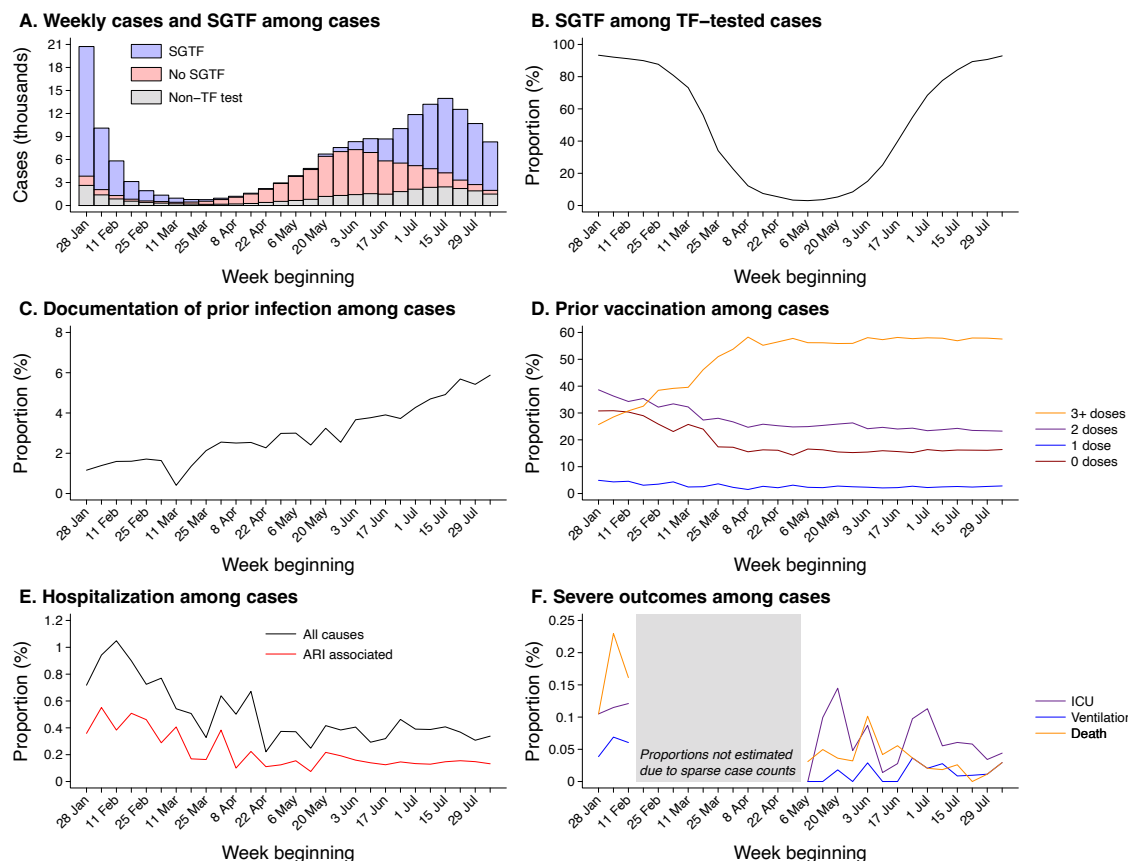 A. Weekly cases and SGTF among cases
Cases (thousands)
21
18
15
12
9
6
3
0
SGTF
No SGTF
Non−TF test
28 Jan
11 Feb
25 Feb
11 Mar
25 Mar
8 Apr
22 Apr
6 May
20 May
3 Jun
17 Jun
1 Jul
15 Jul
29 Jul
Week beginning
B. SGTF among TF−tested cases
Proportion (%)
100
80
60
40
20
0
28 Jan
11 Feb
25 Feb
11 Mar
25 Mar
8 Apr
22 Apr
6 May
20 May
3 Jun
17 Jun
1 Jul
15 Jul
29 Jul
Week beginning
C. Documentation of prior infection among cases
Proportion (%)
8
6
4
2
0
28 Jan
11 Feb
25 Feb
11 Mar
25 Mar
8 Apr
22 Apr
6 May
20 May
3 Jun
17 Jun
1 Jul
15 Jul
29 Jul
Week beginning
D. Prior vaccination among cases
Proportion (%)
60
50
40
30
20
10
0
28 Jan
11 Feb
25 Feb
11 Mar
25 Mar
8 Apr
22 Apr
6 May
20 May
3 Jun
17 Jun
1 Jul
15 Jul
29 Jul
Week beginning
3+ doses
2 doses
1 dose
0 doses
E. Hospitalization among cases
Proportion (%)
1.2
1
0.8
0.6
0.4
0.2
0
All causes
ARI associated
28 Jan
11 Feb
25 Feb
11 Mar
25 Mar
8 Apr
22 Apr
6 May
20 May
3 Jun
17 Jun
1 Jul
15 Jul
29 Jul
Week beginning
F. Severe outcomes among cases
Proportion (%)
0.25
0.2
0.15
0.1
0.05
0
Proportions not estimated
due to sparse case counts
28 Jan
11 Feb
25 Feb
11 Mar
25 Mar
8 Apr
22 Apr
6 May
20 May
3 Jun
17 Jun
1 Jul
15 Jul
29 Jul
Week beginning
ICU
Ventilation
Death